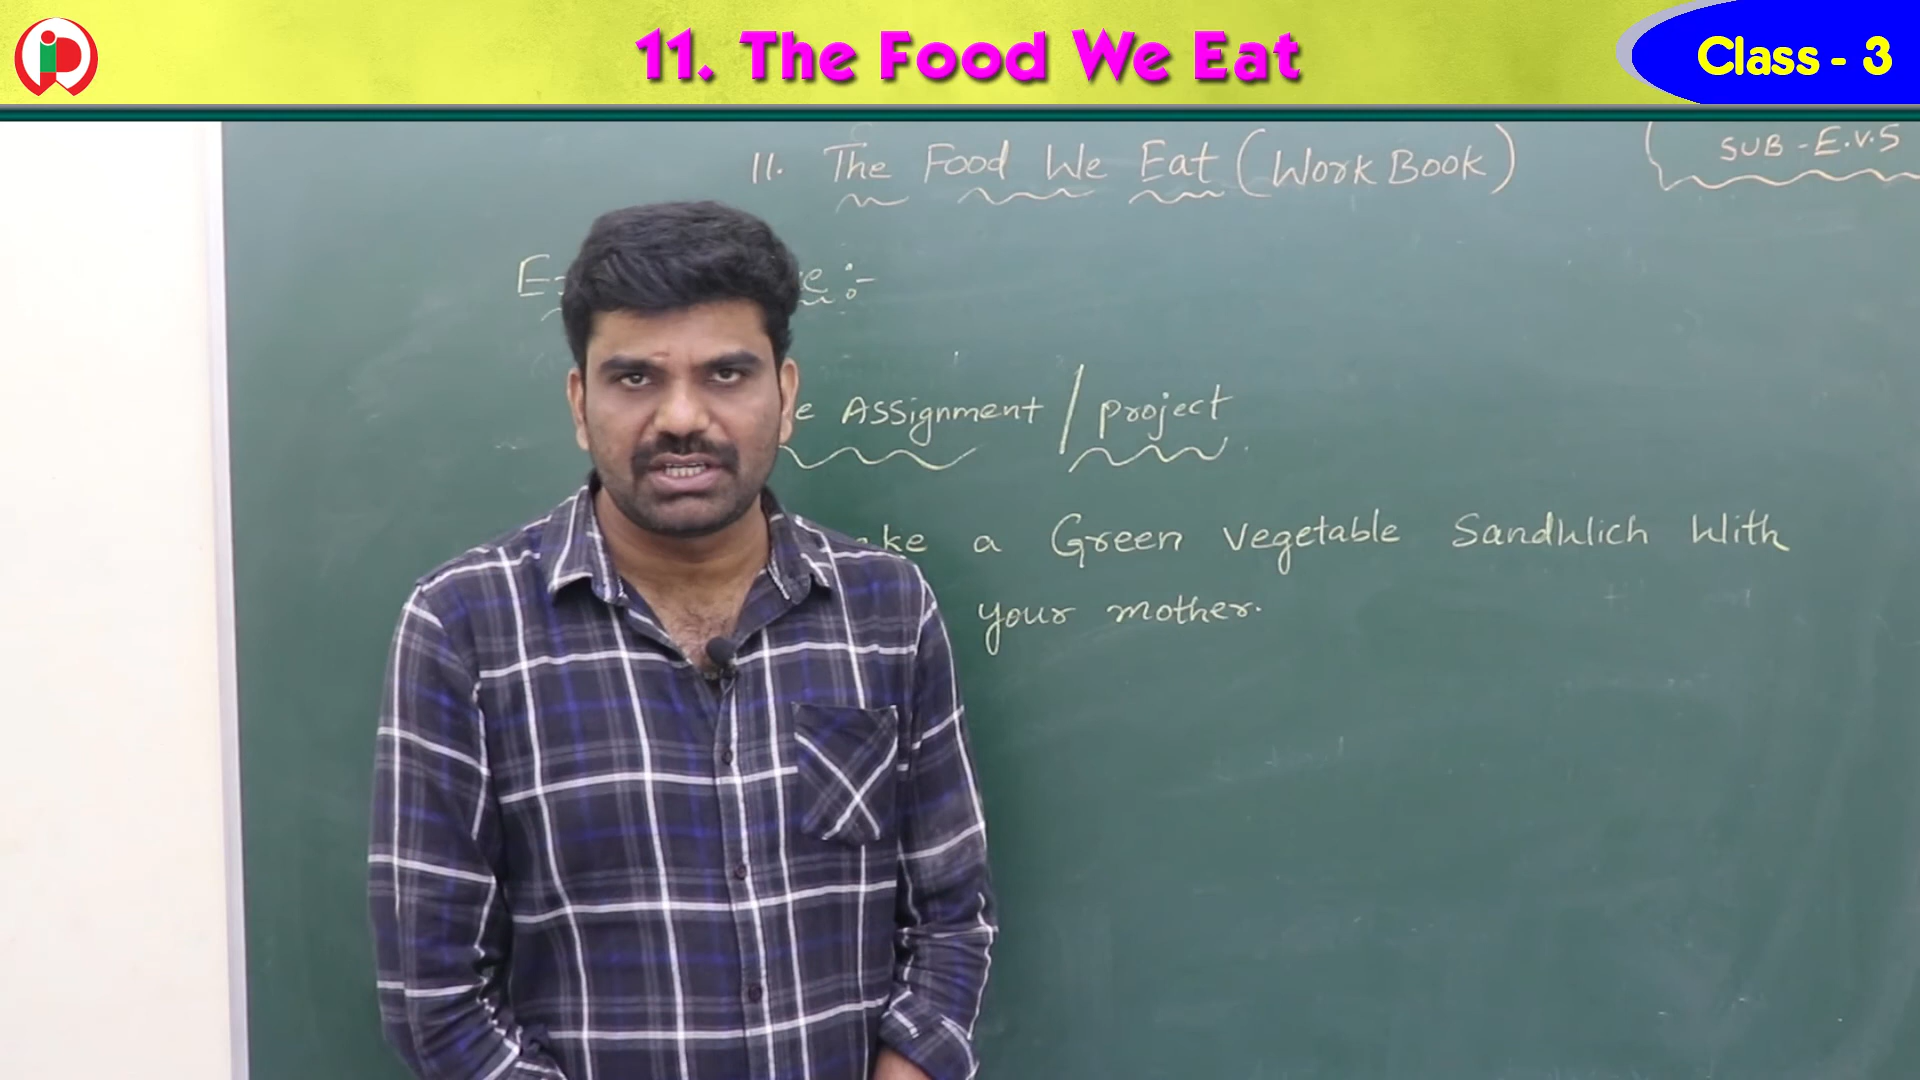 11. The Food We Eat
Class - 3
11. The Food We Eat (Work Book)
SUB - E.V.S
Assignment / project
a Green vegetable Sandwich With
your mother.